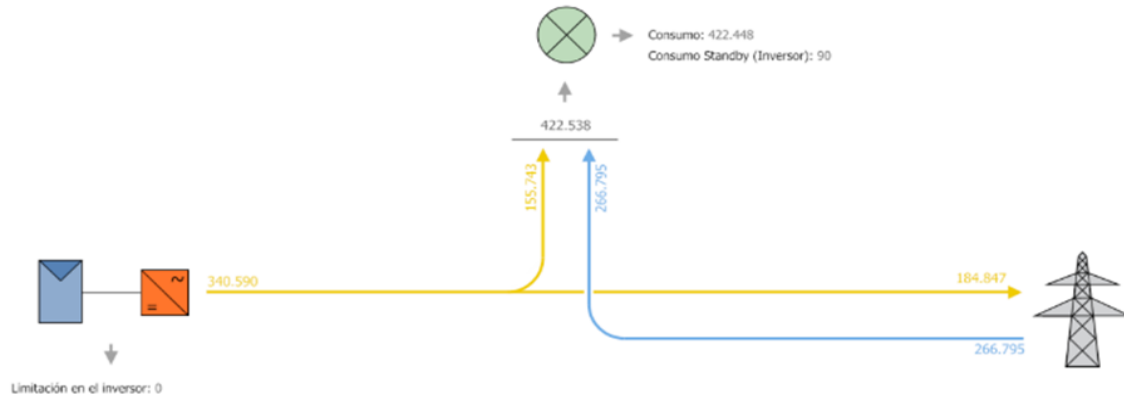 Consumo: 422.448
Consumo Standby (Inversor): 90
422.538
155.743
266.795
340.590
184.847
266.795
Limitación en el inversor: 0